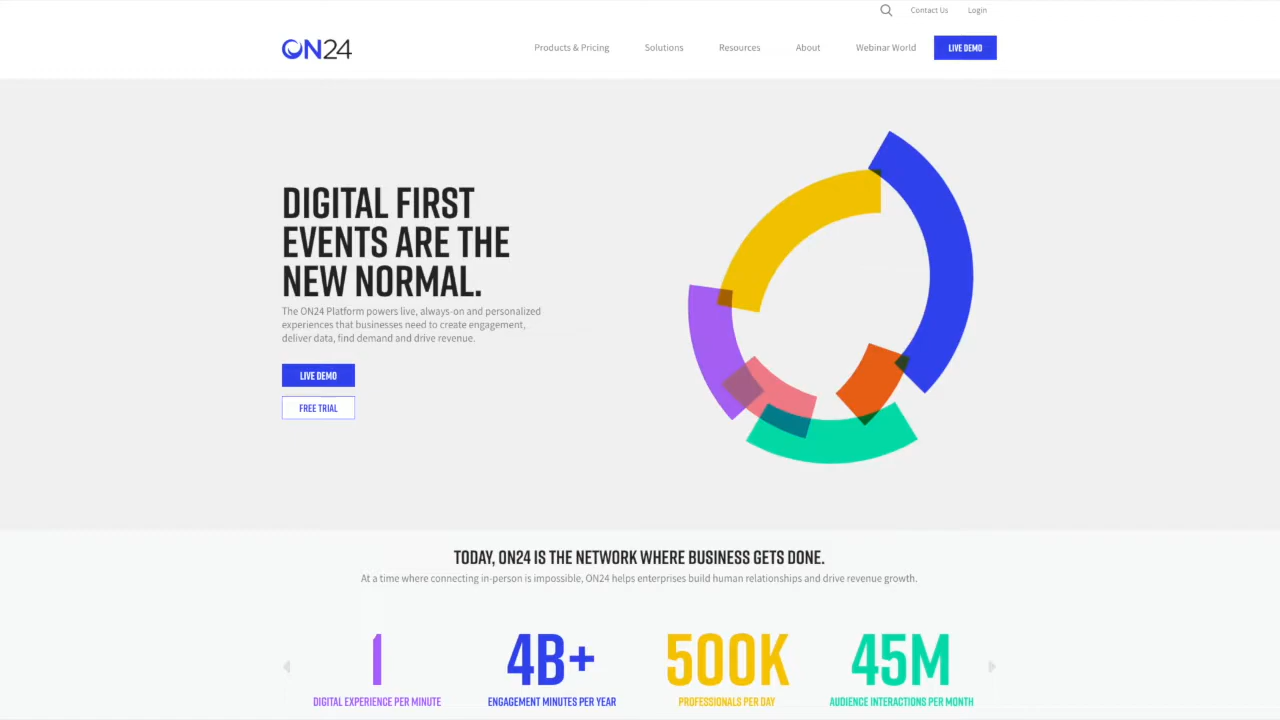 Contact Us Login
ON24
Products & Pricing Solutions Resources About Webinar World LIVE DEMO
DIGITAL FIRST
EVENTS ARE THE
NEW NORMAL.
The ON24 Platform powers live, always-on and personalized
experiences that businesses need to create engagement,
deliver data, find demand and drive revenue.
LIVE DEMO
FREE TRIAL
TODAY, ON24 IS THE NETWORK WHERE BUSINESS GETS DONE.
At a time where connecting in-person is impossible, ON24 helps enterprises build human relationships and drive revenue growth.
1 4B+ 500K 45M
DIGITAL EXPERIENCE PER MINUTE ENGAGEMENT MINUTES PER YEAR PROFESSIONALS PER DAY AUDIENCE INTERACTIONS PER MONTH